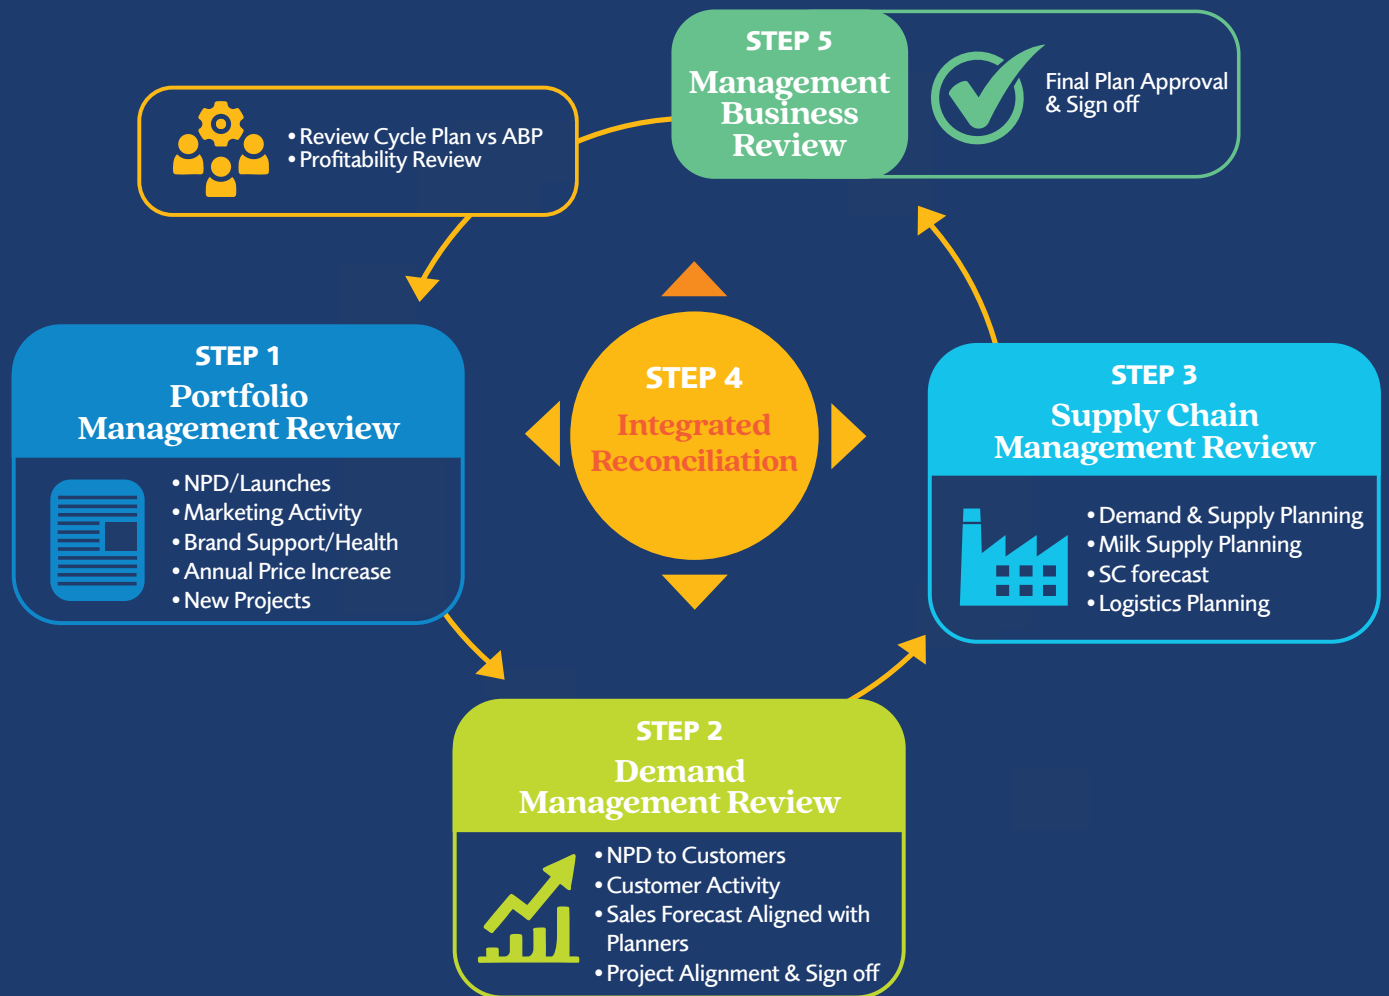 STEP 5
Management
Business
Review
Final Plan Approval
& Sign off
• Review Cycle Plan vs ABP
• Profitability Review
STEP 1
Portfolio
Management Review
• NPD/Launches
• Marketing Activity
• Brand Support/Health
• Annual Price Increase
• New Projects
STEP 4
Integrated
Reconciliation
STEP 3
Supply Chain
Management Review
• Demand & Supply Planning
• Milk Supply Planning
• SC forecast
• Logistics Planning
STEP 2
Demand
Management Review
• NPD to Customers
• Customer Activity
• Sales Forecast Aligned with
Planners
• Project Alignment & Sign off